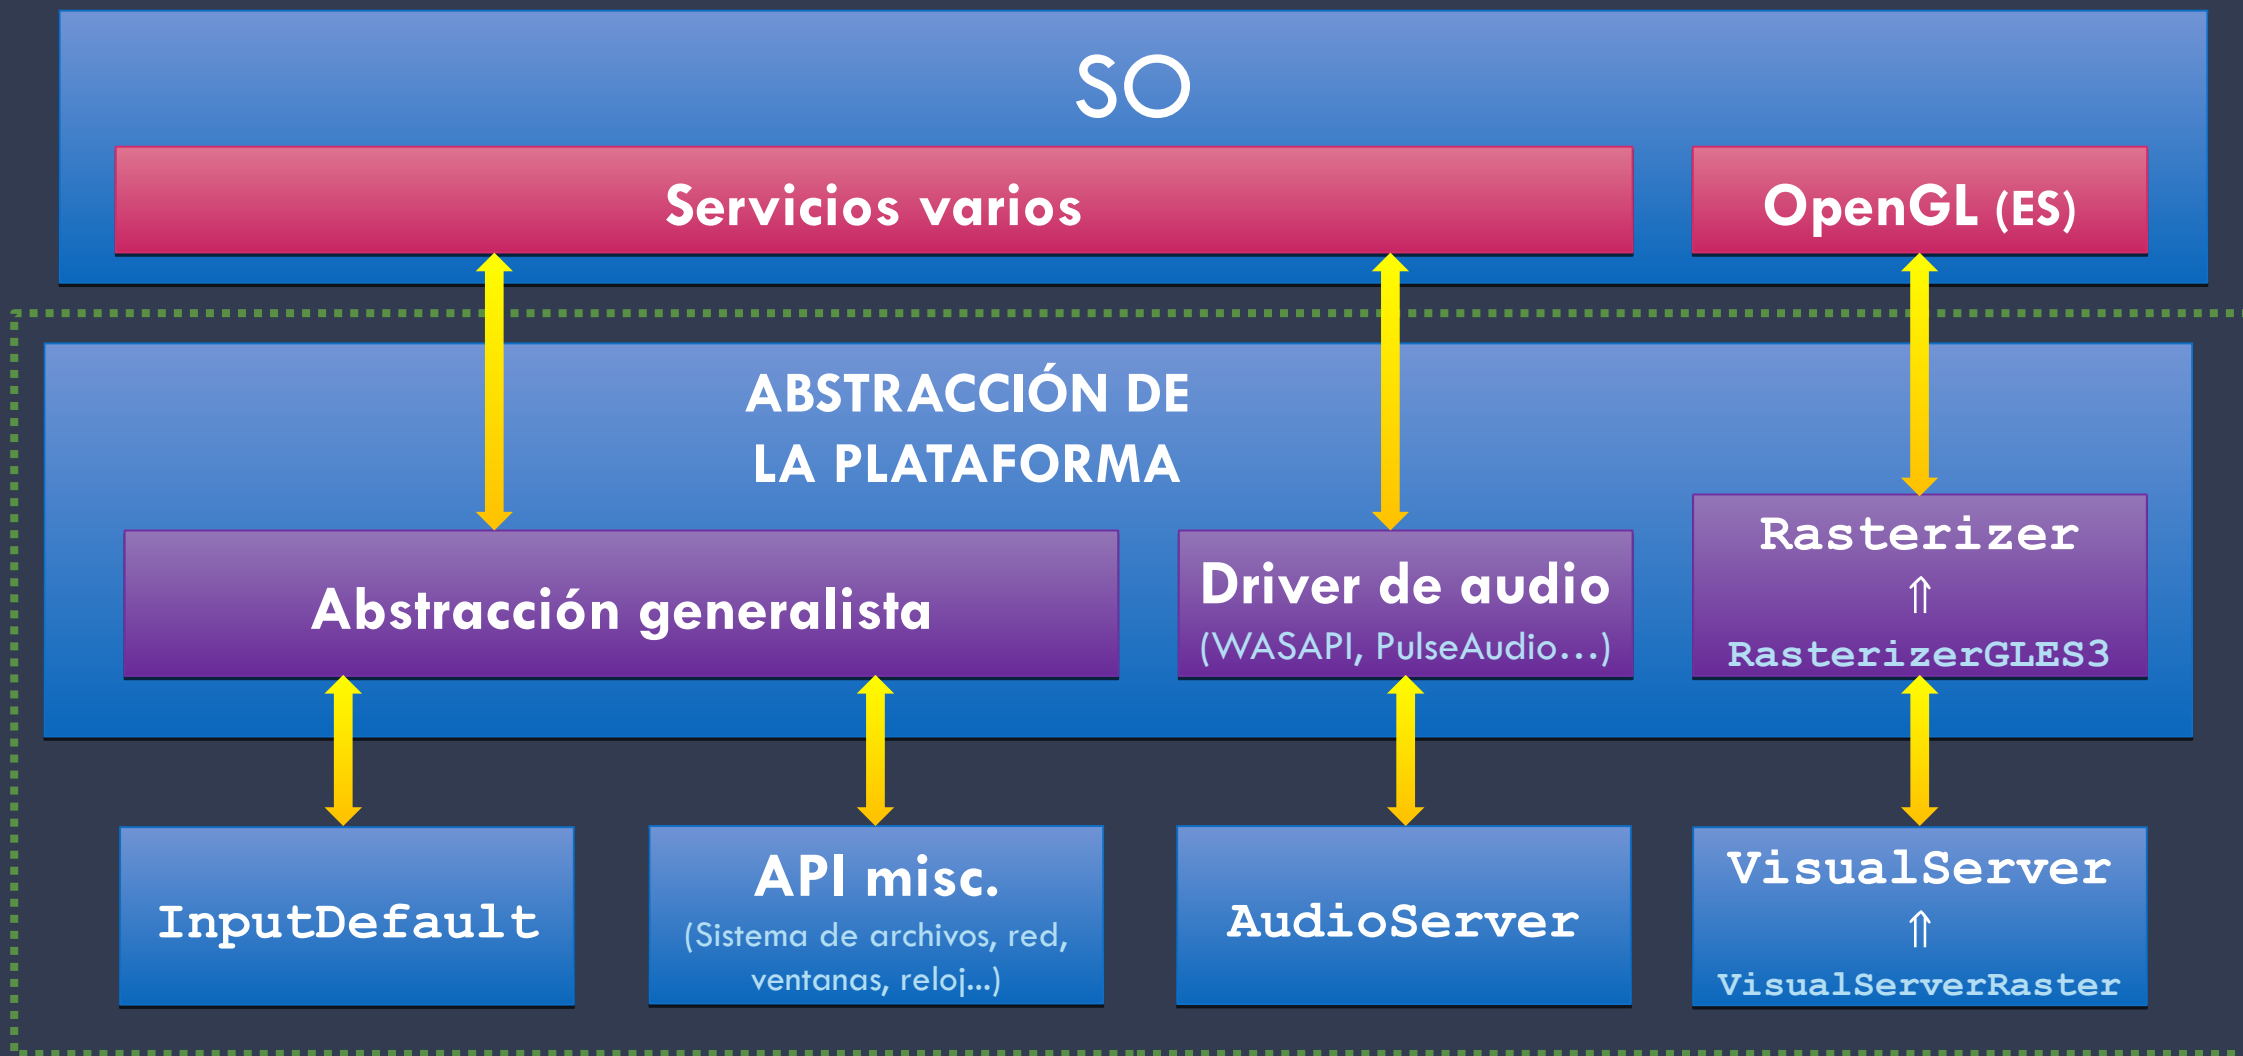 SO
Servicios varios
OpenGL (ES)
ABSTRACCIÓN DE
LA PLATAFORMA
Abstracción generalista
Driver de audio
(WASAPI, PulseAudio...)
Rasterizer
⇑
RasterizerGLES3
InputDefault
API misc.
(Sistema de archivos, red,
ventanas, reloj...)
AudioServer
VisualServer
⇑
VisualServerRaster